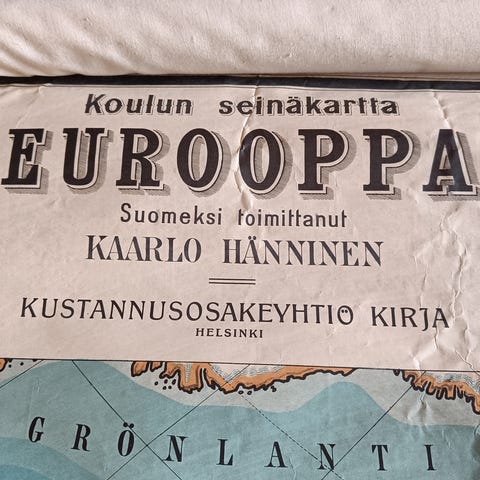 Koulun seinäkartta
EUROOPPA
Suomeksi toimittanut
KAARLO HÄNNINEN
KUSTANNUSOSAKEYHTIÖ KIRJA
HELSINKI
GRÖNLANTI